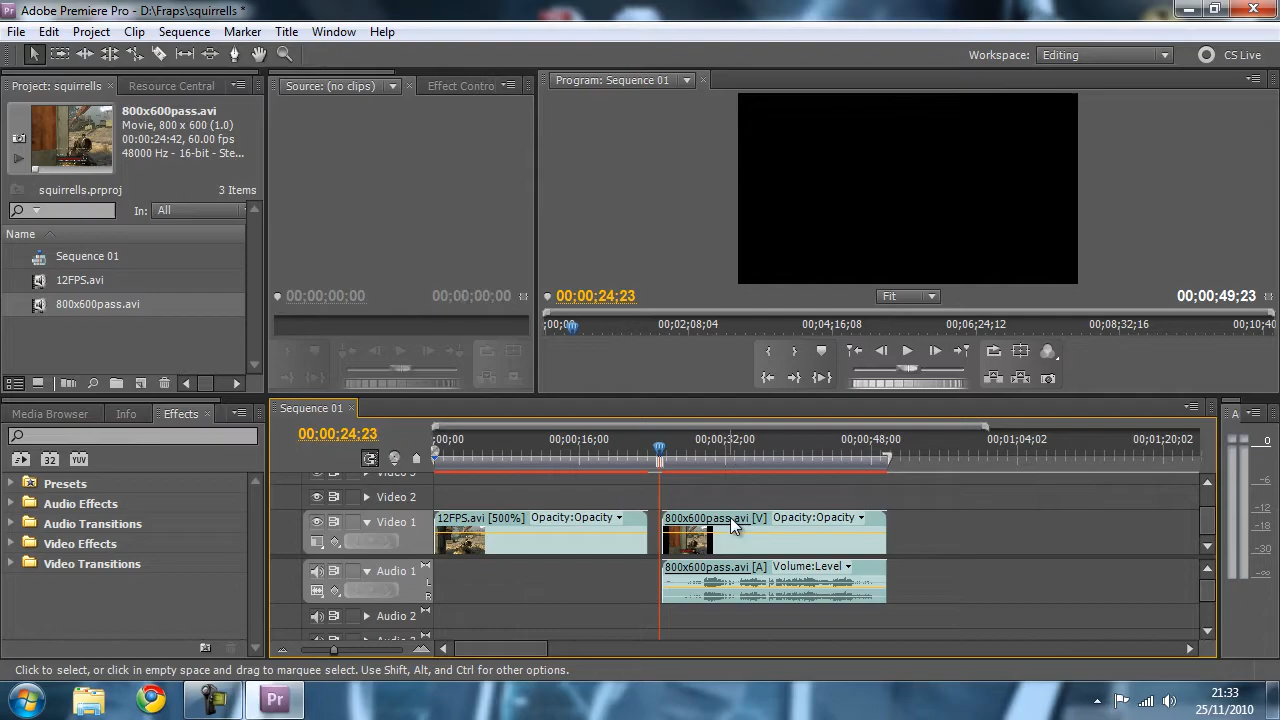 Adobe Premiere Pro - D:\Fraps\squirrells *
File Edit Project Clip Sequence Marker Title Window Help
Workspace: Editing CS Live
Project: squirrells Resource Central
Source: (no clips) Effect Contro
Program: Sequence 01
800x600pass.avi
Movie, 800 x 600 (1.0)
00:00:24:42, 60.00 fps
48000 Hz - 16-bit - Ste...
squirrells.prproj 3 Items
In: All
Name
Sequence 01
12FPS.avi
800x600pass.avi
00:00:00:00 00:00:00:00
00:00:24;23 Fit 00;00;49;23
;00;00 00;02;08;04 00;04;16;08 00;06;24;12 00;08;32;16 00;10;40
Media Browser Info Effects
32 YUV
Presets
Audio Effects
Audio Transitions
Video Effects
Video Transitions
Sequence 01
00:00:24;23
;00;00 00;00;16;00 00;00;32;00 00;00;48;00 00;01;04;02 00;01;20;02
Video 3
Video 2
Video 1
12FPS.avi [500%] Opacity:Opacity
800x600pass.avi [V] Opacity:Opacity
Audio 1
L
R
800x600pass.avi [A] Volume:Level
Audio 2
Audio 3
A
0
-6
-12
-18
-30
-∞
Click to select, or click in empty space and drag to marquee select. Use Shift, Alt, and Ctrl for other options.
Pr
21:33
25/11/2010